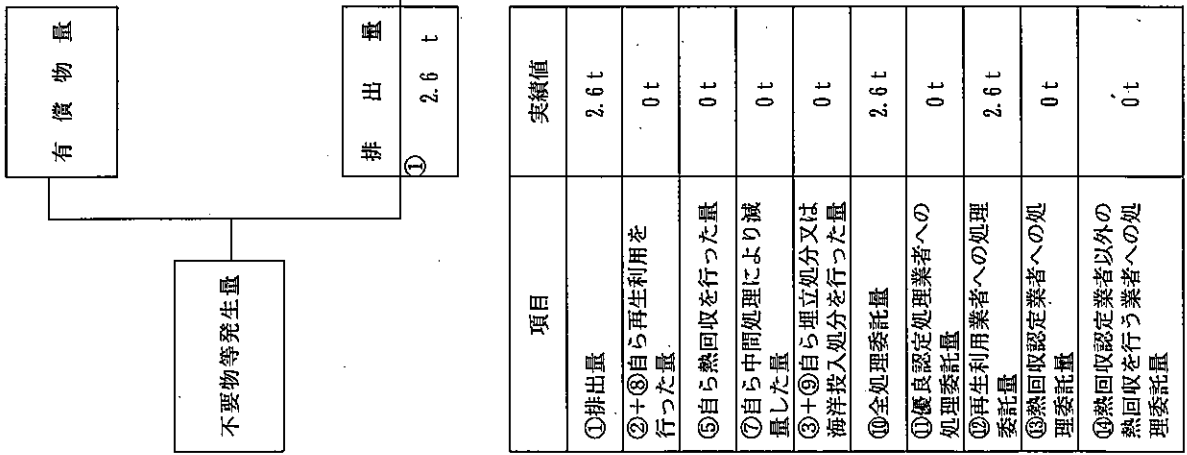 有償物量
不要物等発生量
排出量
①
2.6 t
項目
実績値
①排出量
2.6 t
②+⑧自ら再生利用を
行った量
0 t
⑤自ら熱回収を行った量
0 t
⑦自ら中間処理により減
量した量
0 t
③+⑨自ら埋立処分又は
海洋投入処分を行った量
0 t
⑩全処理委託量
2.6 t
⑪優良認定処理業者への
処理委託量
0 t
⑫再生利用業者への処理
委託量
2.6 t
⑬熱回収認定業者への処
理委託量
0 t
⑭熱回収認定業者以外の
熱回収を行う業者への処
理委託量
0 t